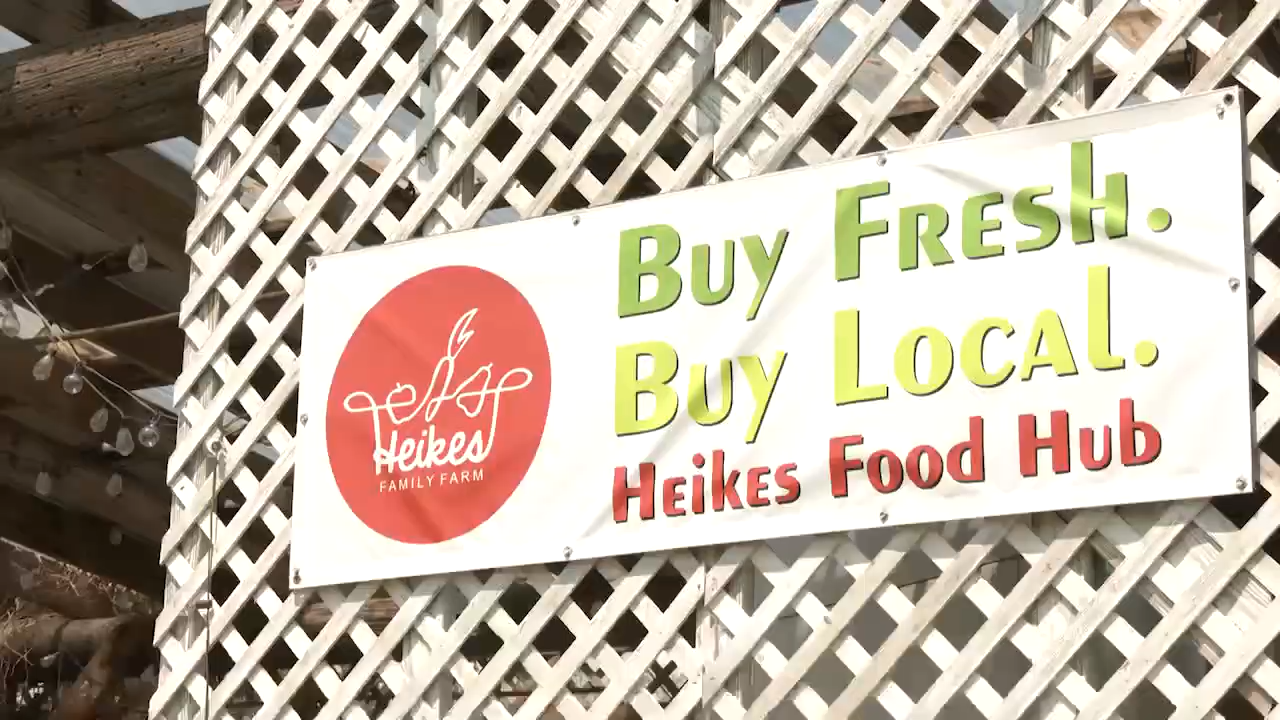 Heikes
FAMILY FARM
Buy Fresh.
Buy Local.
Heikes Food Hub